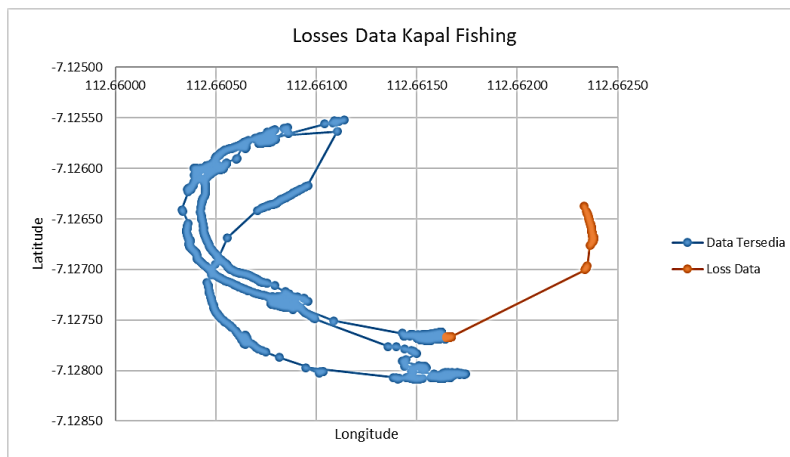 Losses Data Kapal Fishing
-7.12500
112.66000 112.66050 112.66100 112.66150 112.66200 112.66250
-7.12550
-7.12600
-7.12650
-7.12700
-7.12750
-7.12800
-7.12850
Latitude
Longitude
Data Tersedia
Loss Data